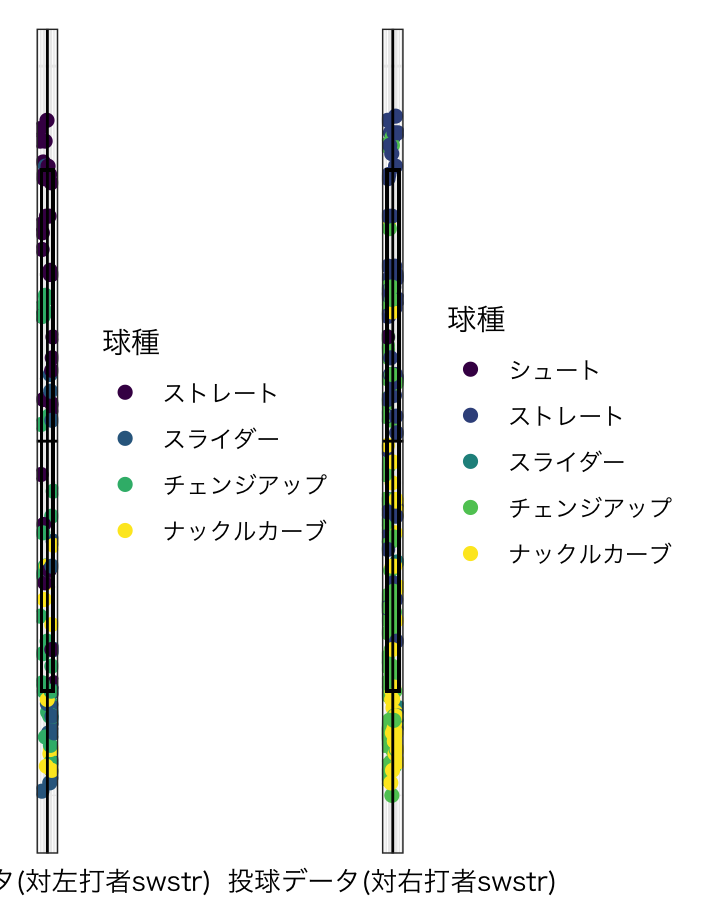 球種
ストレート
スライダー
チェンジアップ
ナックルカーブ
球種
シュート
ストレート
スライダー
チェンジアップ
ナックルカーブ
タ(対左打者swstr)
投球データ(対右打者swstr)